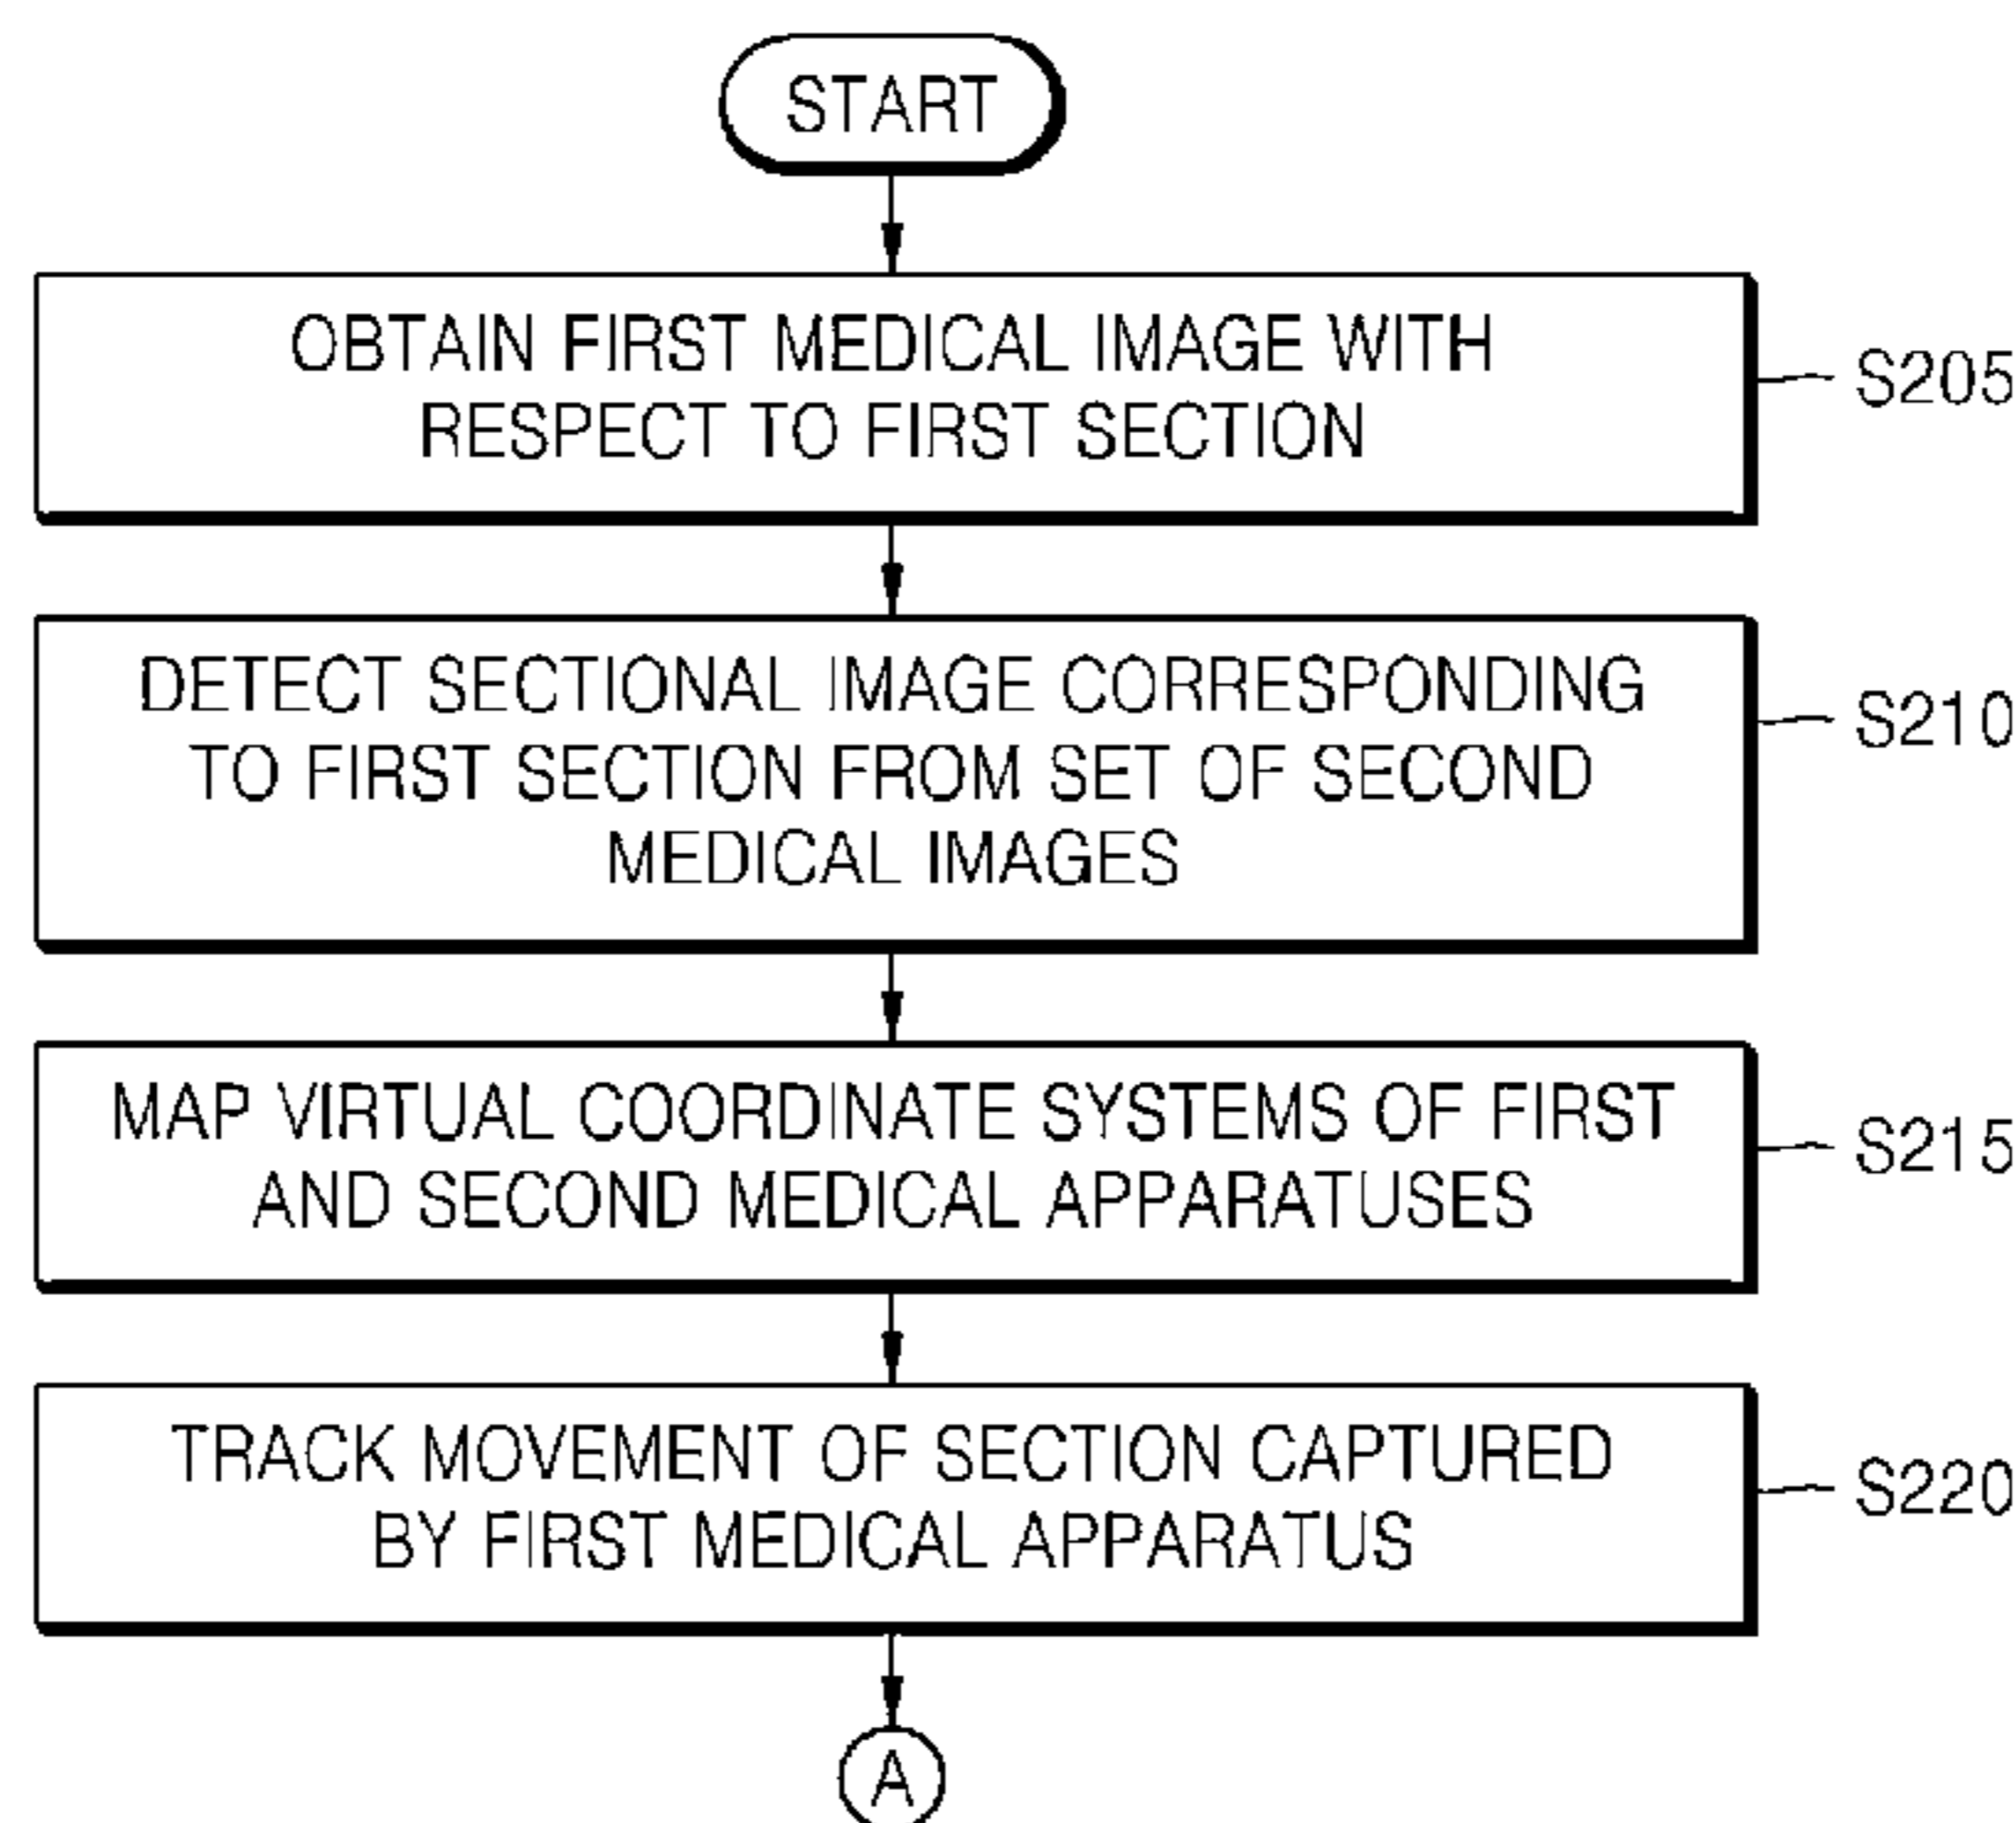 START
OBTAIN FIRST MEDICAL IMAGE WITH
RESPECT TO FIRST SECTION
S205
DETECT SECTIONAL IMAGE CORRESPONDING
TO FIRST SECTION FROM SET OF SECOND
MEDICAL IMAGES
S210
MAP VIRTUAL COORDINATE SYSTEMS OF FIRST
AND SECOND MEDICAL APPARATUSES
S215
TRACK MOVEMENT OF SECTION CAPTURED
BY FIRST MEDICAL APPARATUS
S220
A